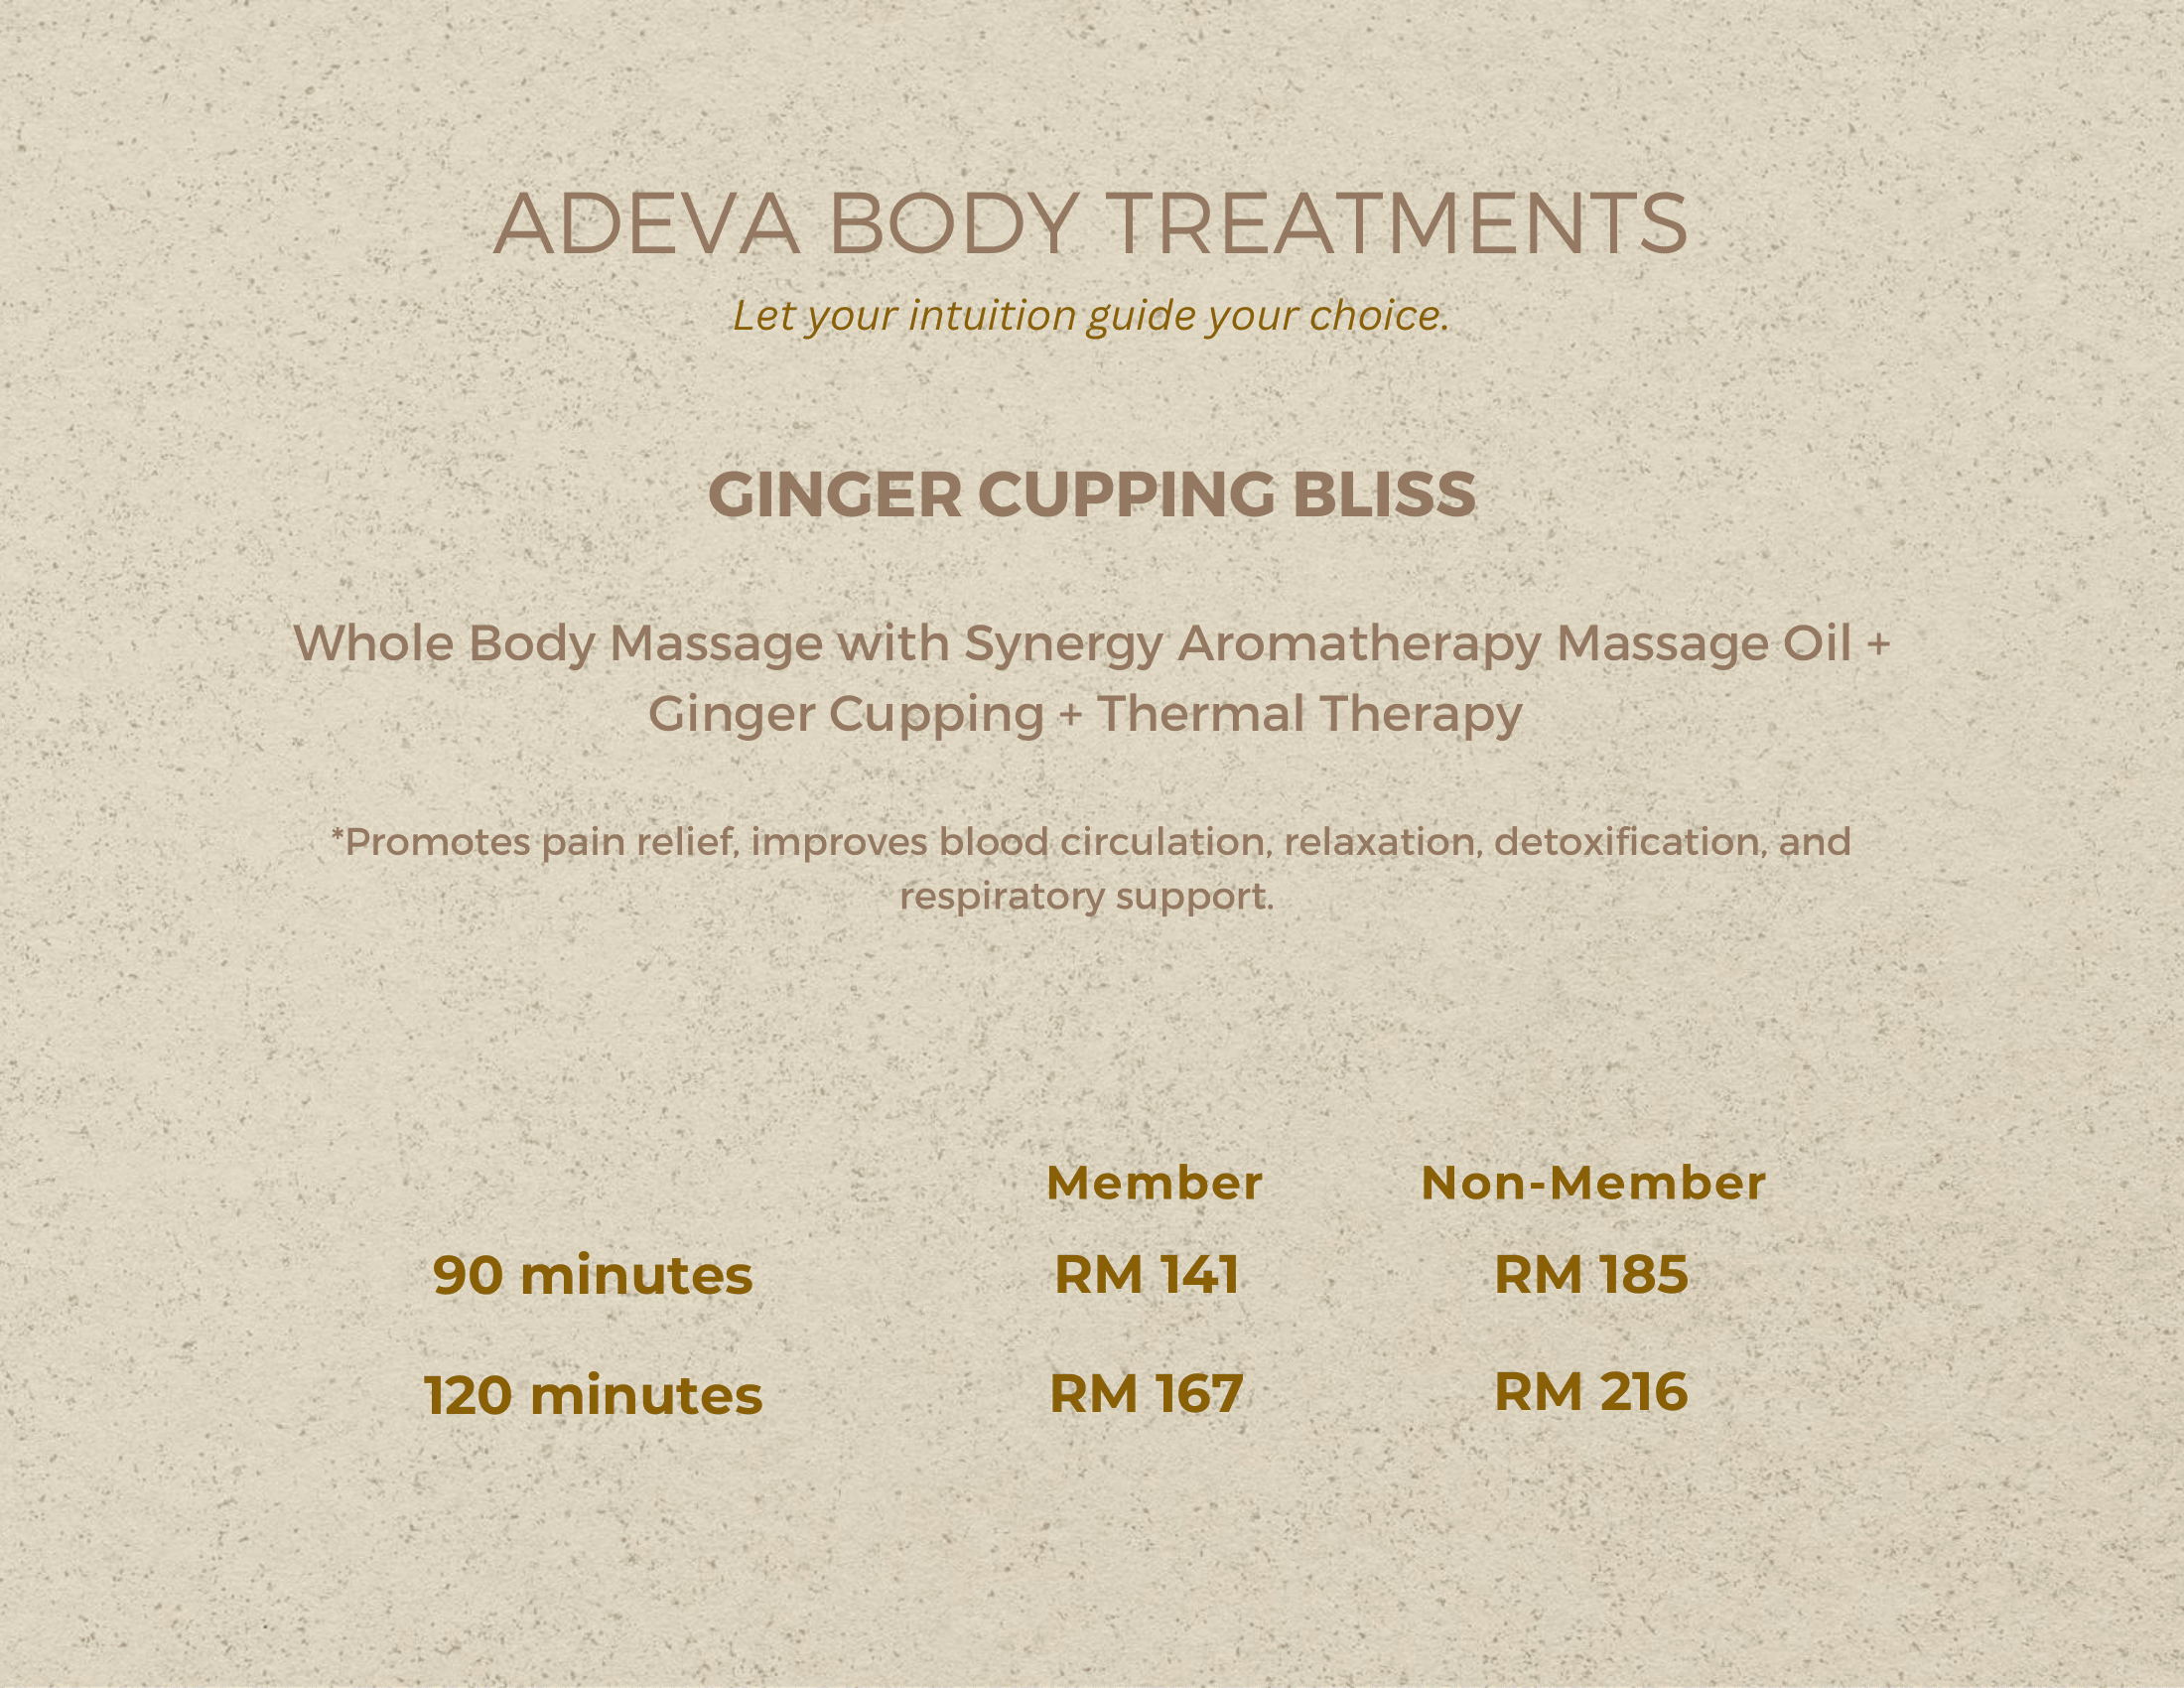 ADEVA BODY TREATMENTS
Let your intuition guide your choice.
GINGER CUPPING BLISS
Whole Body Massage with Synergy Aromatherapy Massage Oil +
Ginger Cupping + Thermal Therapy
*Promotes pain relief, improves blood circulation, relaxation, detoxification, and
respiratory support.
Member Non-Member
90 minutes RM 141 RM 185
120 minutes RM 167 RM 216